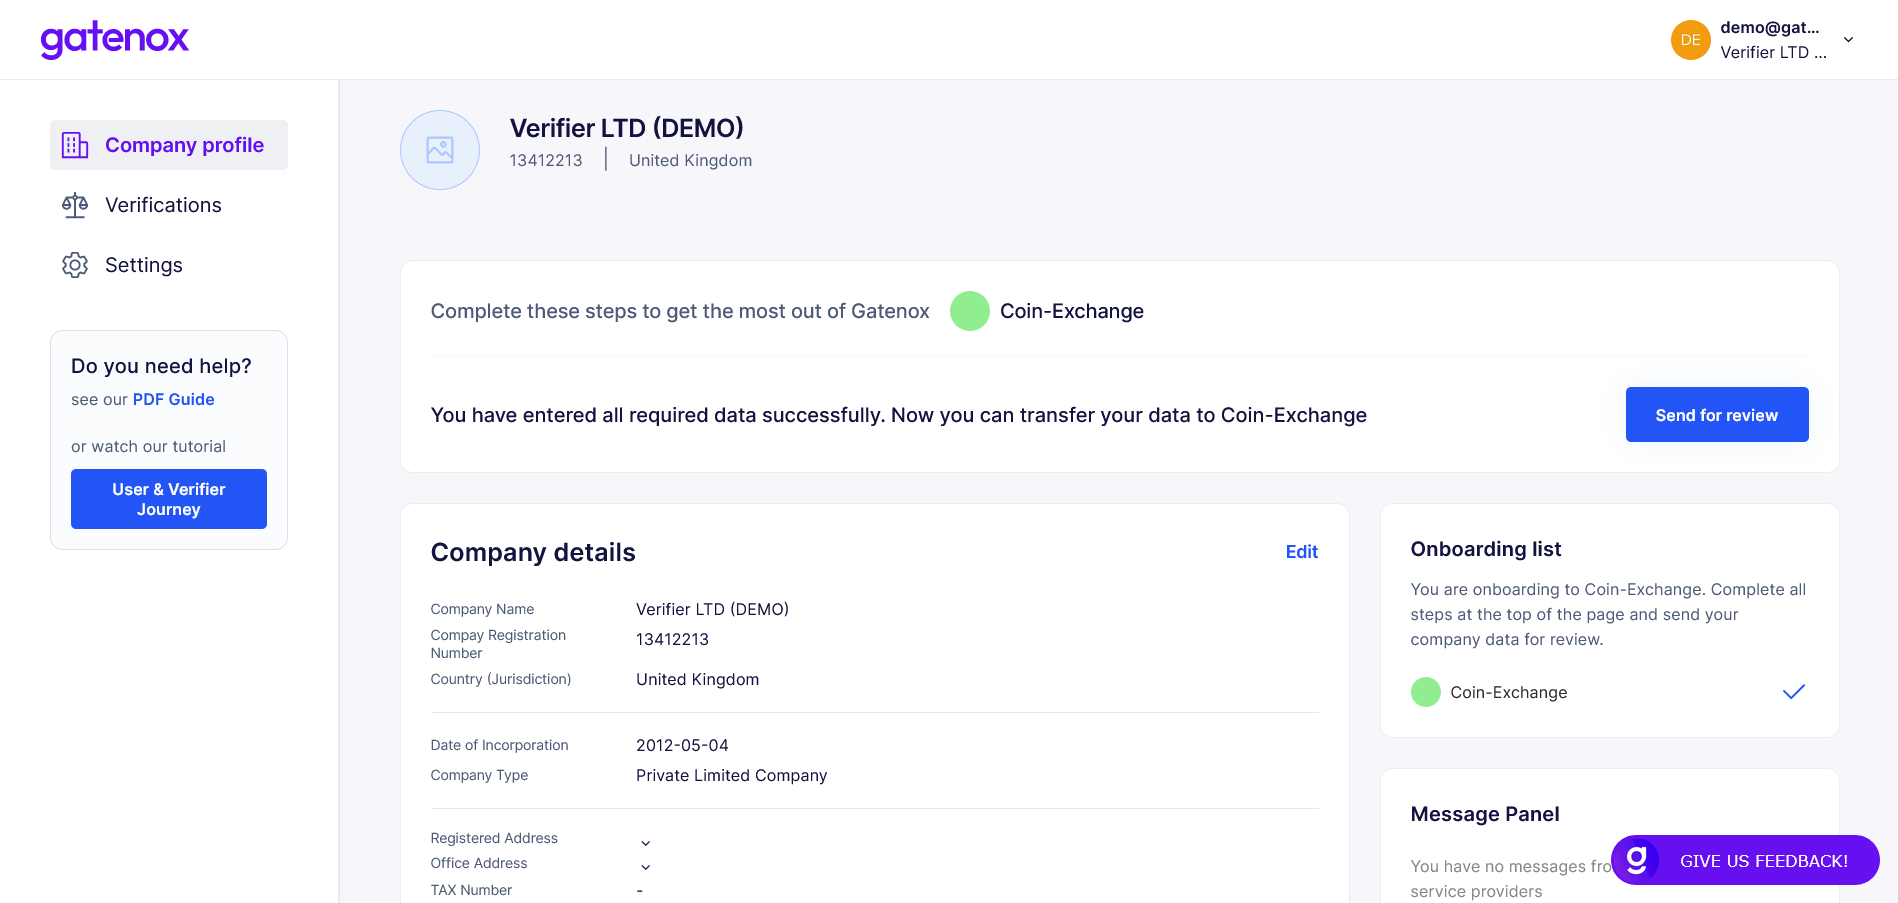 gatenox
DE
demo@gat...
Verifier LTD ...
Company profile
Verifications
Settings
Do you need help?
see our PDF Guide
or watch our tutorial
User & Verifier
Journey
Verifier LTD (DEMO)
13412213 | United Kingdom
Complete these steps to get the most out of Gatenox Coin-Exchange
You have entered all required data successfully. Now you can transfer your data to Coin-Exchange
Send for review
Company details
Edit
Company Name Verifier LTD (DEMO)
Compay Registration
Number
13412213
Country (Jurisdiction) United Kingdom
Date of Incorporation 2012-05-04
Company Type Private Limited Company
Registered Address
Office Address
TAX Number -
Onboarding list
You are onboarding to Coin-Exchange. Complete all
steps at the top of the page and send your
company data for review.
Coin-Exchange
Message Panel
You have no messages fro
service providers
g GIVE US FEEDBACK!